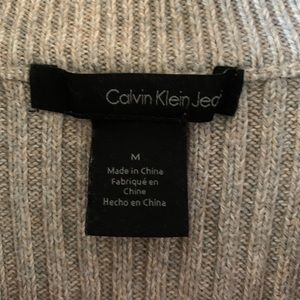 Calvin Klein Jea
M
Made in China
Fabriqué en
Chine
Hecho en China